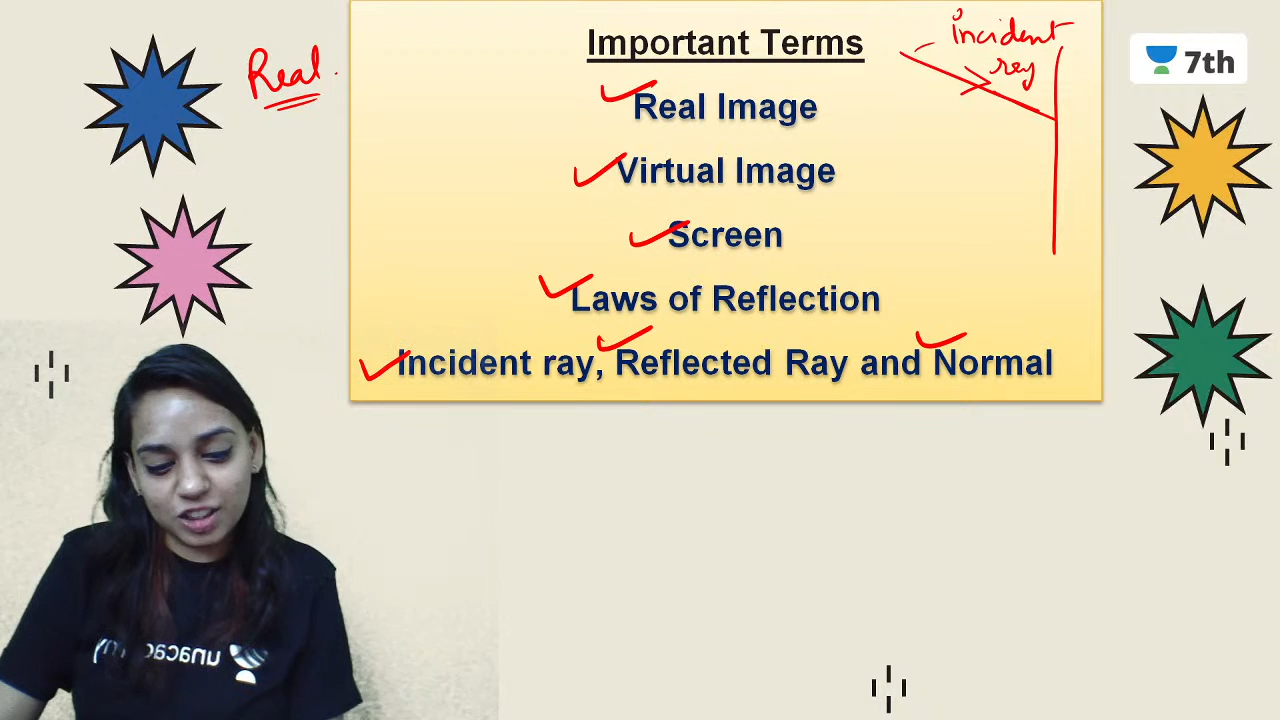 Important Terms
Real Image
Virtual Image
Screen
Laws of Reflection
Incident ray, Reflected Ray and Normal
Real
incident
ray
7th
unacademy